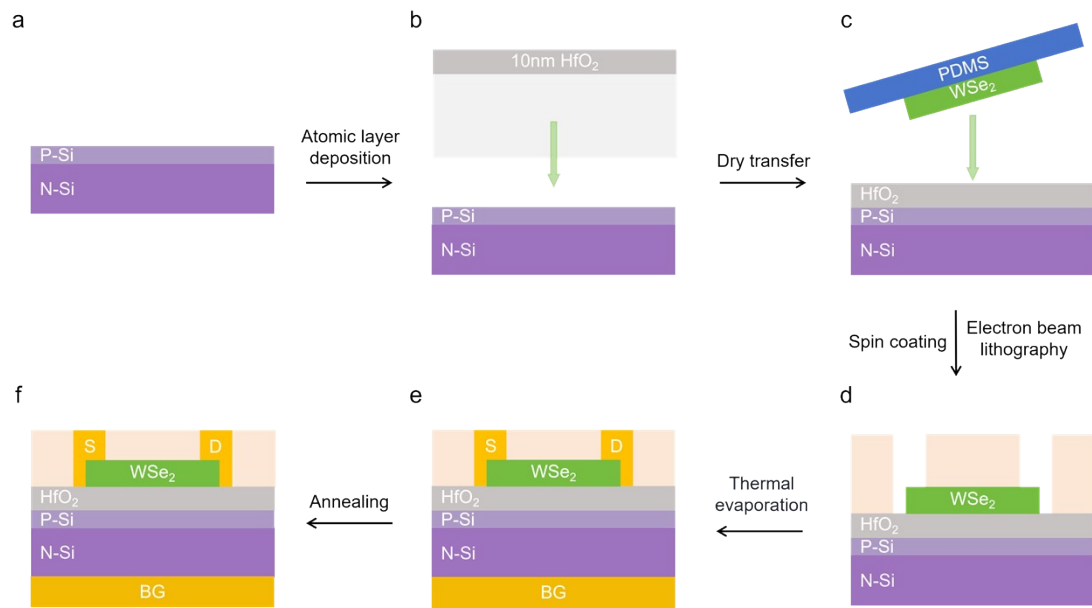 a
P-Si
N-Si
Atomic layer
deposition
b
10nm HfO₂
P-Si
N-Si
Dry transfer
c
PDMS
WSe₂
HfO₂
P-Si
N-Si
Spin coating
Electron beam
lithography
f
S
D
WSe₂
HfO₂
P-Si
N-Si
BG
Annealing
e
S
D
WSe₂
HfO₂
P-Si
N-Si
BG
Thermal
evaporation
d
WSe₂
HfO₂
P-Si
N-Si